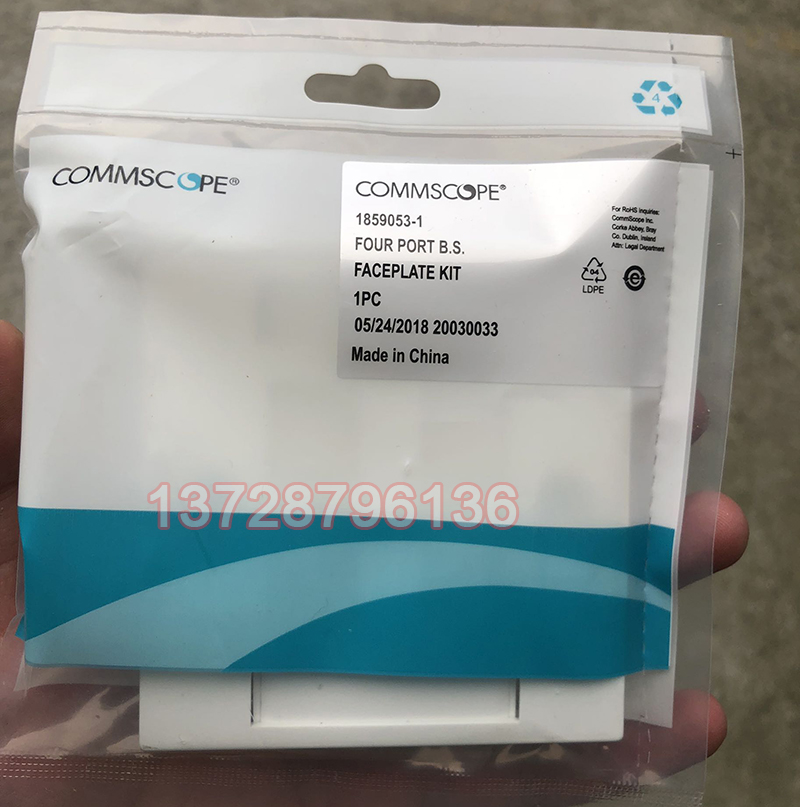 4
COMMSCOPE®
COMMSCOPE®
1859053-1
FOUR PORT B.S.
FACEPLATE KIT
1PC
05/24/2018 20030033
Made in China
For RoHS inquiries:
CommScope Inc.
Corke Abbey, Bray
Co. Dublin, Ireland
Attn: Legal Department
04
LDPE
e
13728796136